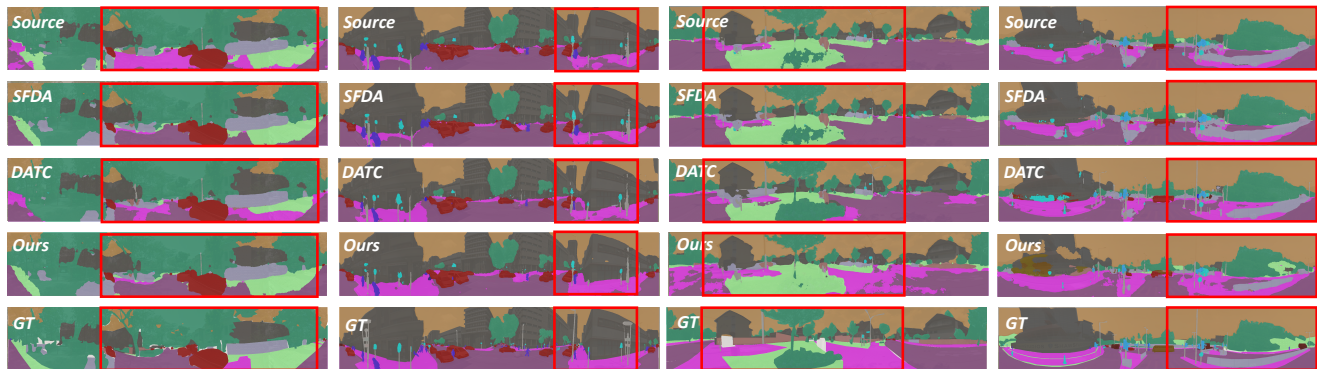 Source Source Source Source
SFDA SFDA SFDA SFDA
DATC DATC DATC DATC
Ours Ours Ours Ours
GT GT GT GT